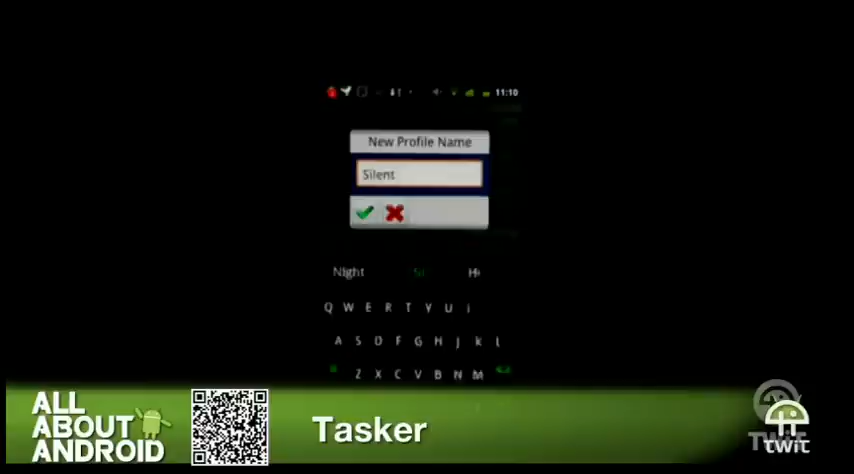 11:10
New Profile Name
Silent
Night
Q W E R T Y U I
A S D F G H J K L
Z X C V B N M
ALL
ABOUT
ANDROID
Tasker
TWiT